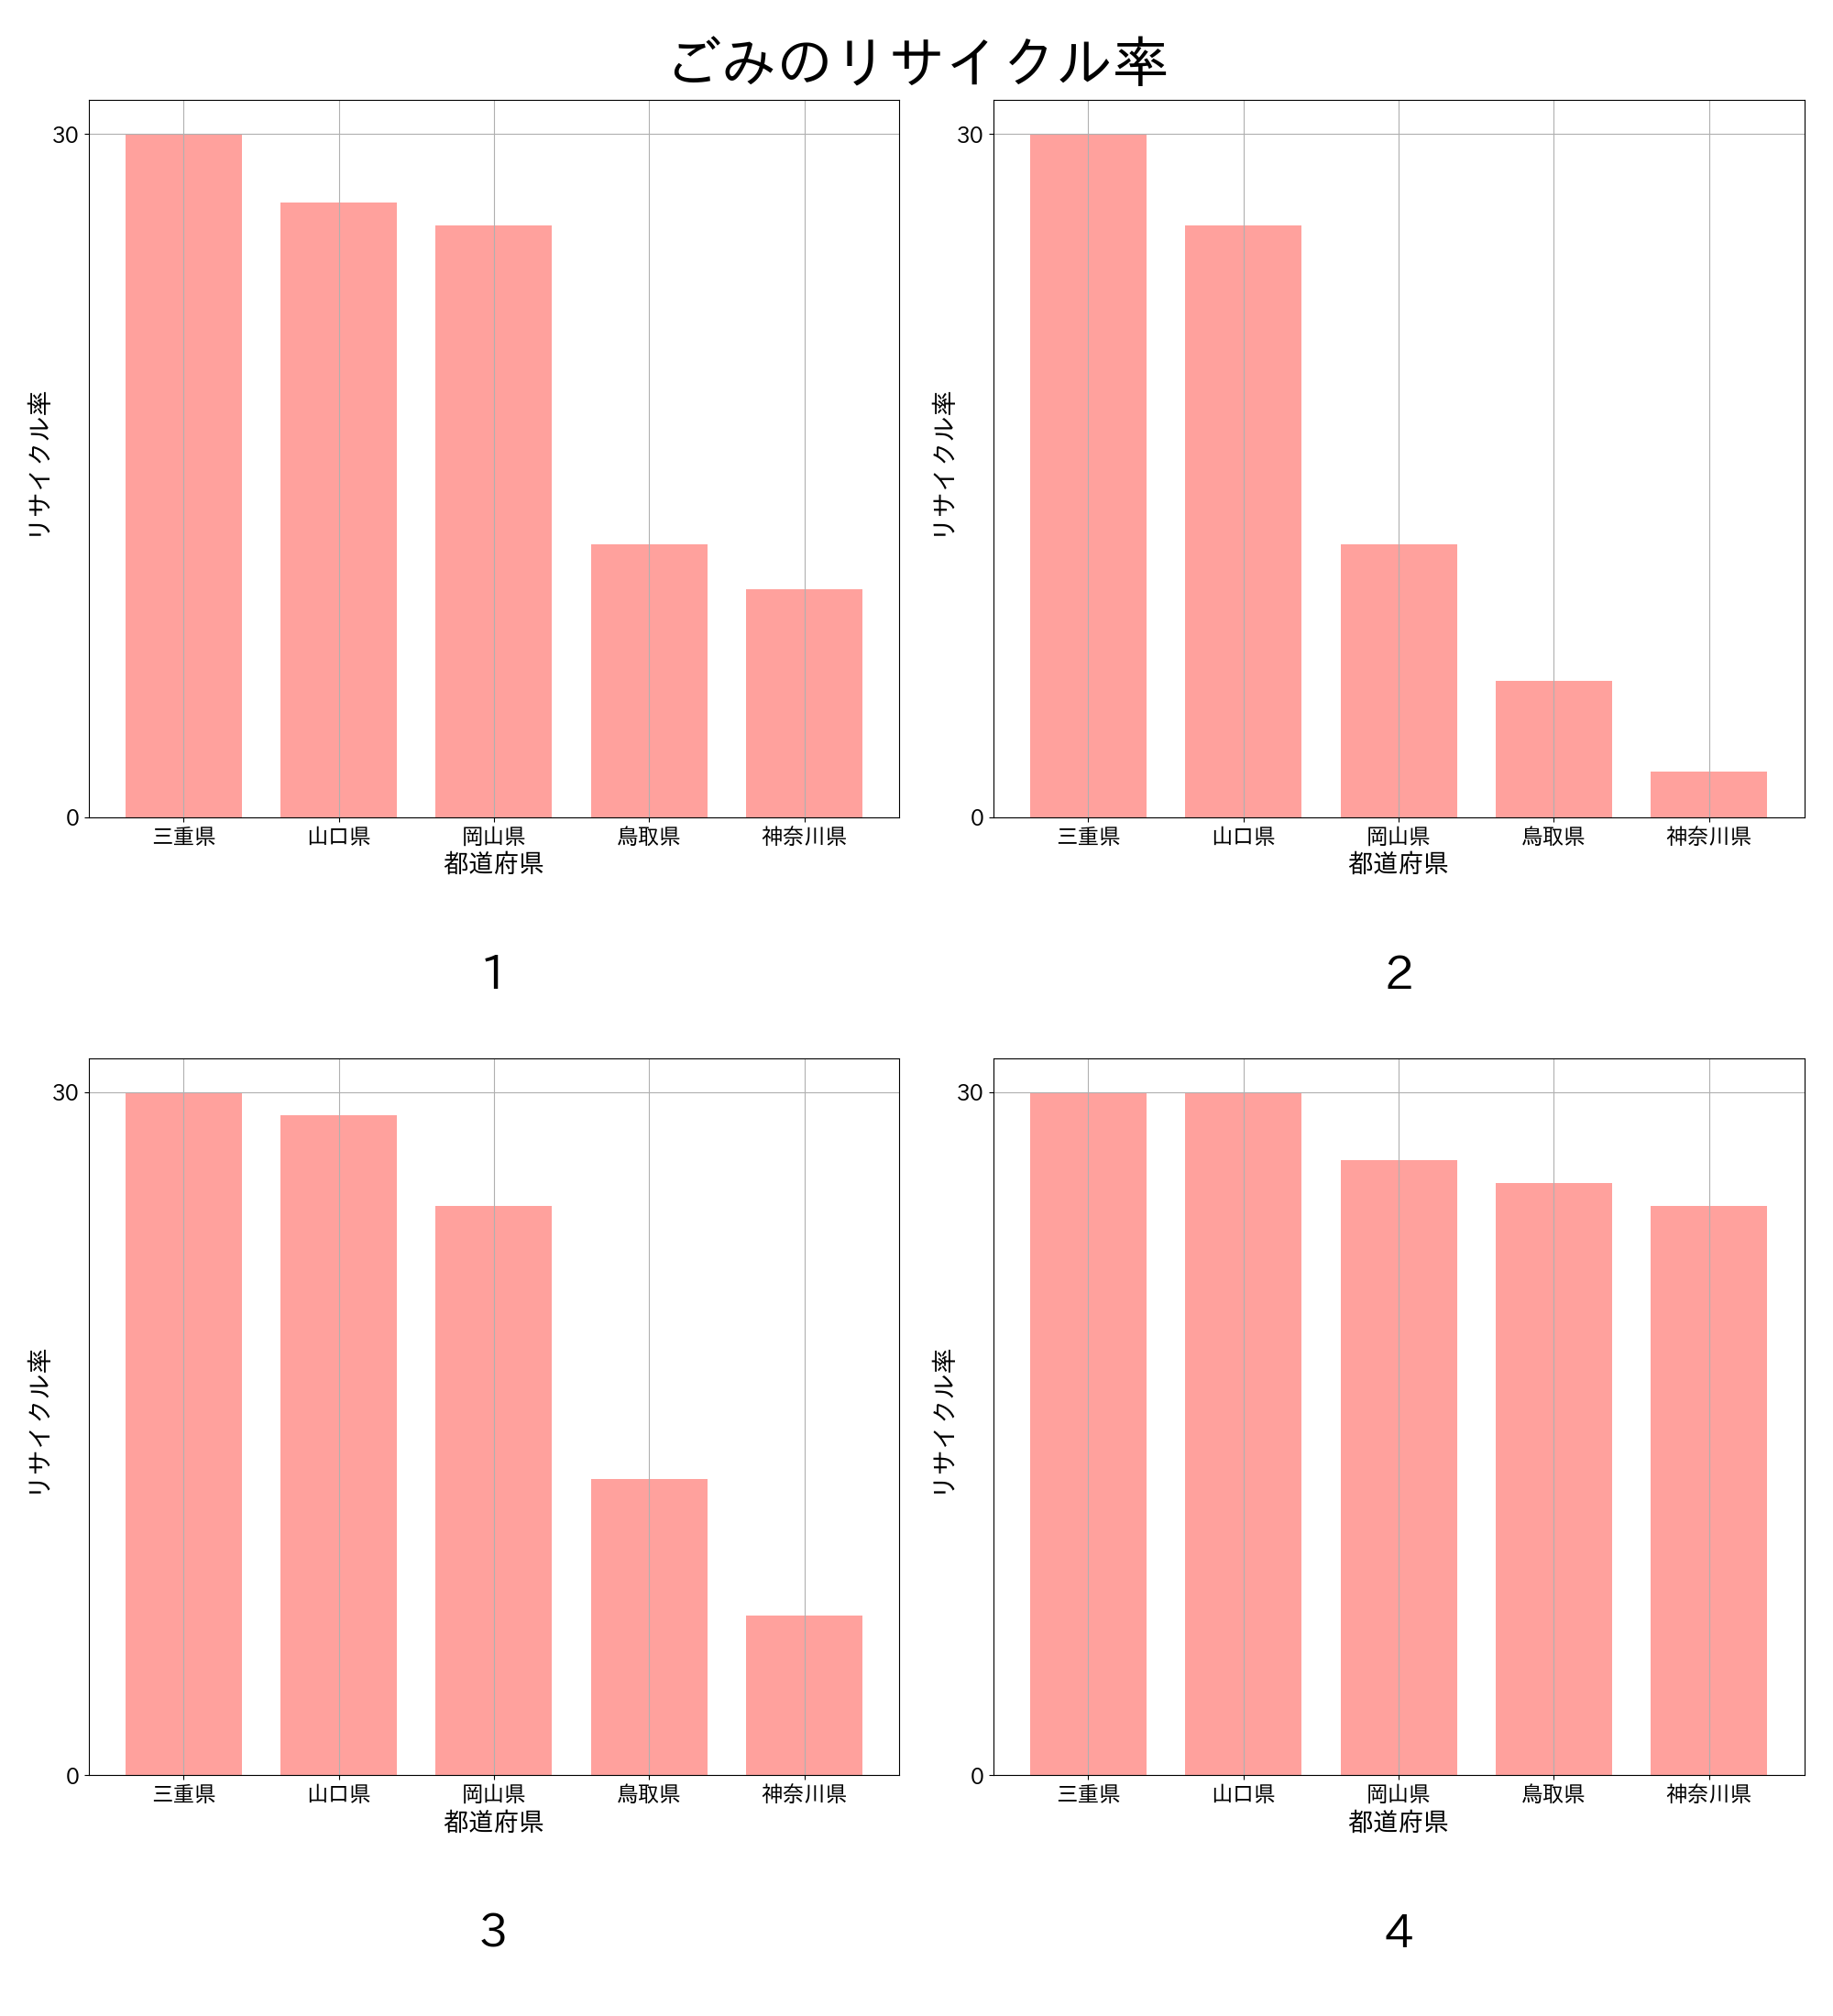 ごみのリサイクル率
30
0
リサイクル率
三重県 山口県 岡山県 鳥取県 神奈川県
都道府県
1
30
0
リサイクル率
三重県 山口県 岡山県 鳥取県 神奈川県
都道府県
2
30
0
リサイクル率
三重県 山口県 岡山県 鳥取県 神奈川県
都道府県
3
30
0
リサイクル率
三重県 山口県 岡山県 鳥取県 神奈川県
都道府県
4